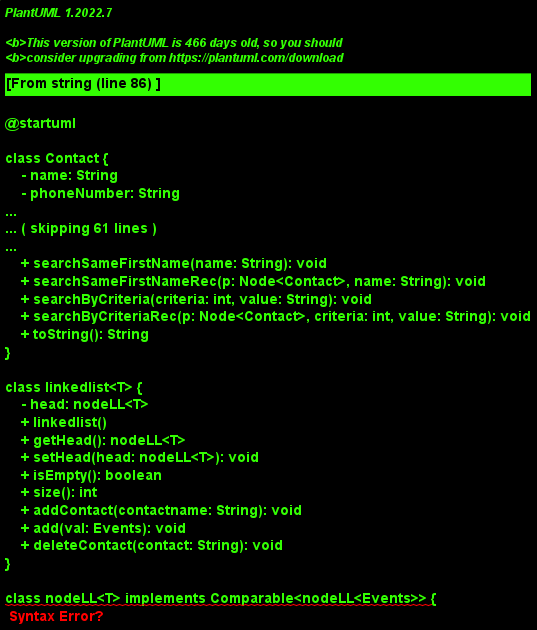 PlantUML 1.2022.7
<b>This version of PlantUML is 466 days old, so you should
<b>consider upgrading from https://plantuml.com/download
[From string (line 86) ]
@startuml
class Contact {
- name: String
- phoneNumber: String
...
... ( skipping 61 lines )
...
+ searchSameFirstName(name: String): void
+ searchSameFirstNameRec(p: Node<Contact>, name: String): void
+ searchByCriteria(criteria: int, value: String): void
+ searchByCriteriaRec(p: Node<Contact>, criteria: int, value: String): void
+ toString(): String
}
class linkedlist<T> {
- head: nodeLL<T>
+ linkedlist()
+ getHead(): nodeLL<T>
+ setHead(head: nodeLL<T>): void
+ isEmpty(): boolean
+ size(): int
+ addContact(contactname: String): void
+ add(val: Events): void
+ deleteContact(contact: String): void
}
class nodeLL<T> implements Comparable<nodeLL<Events>> {
Syntax Error?